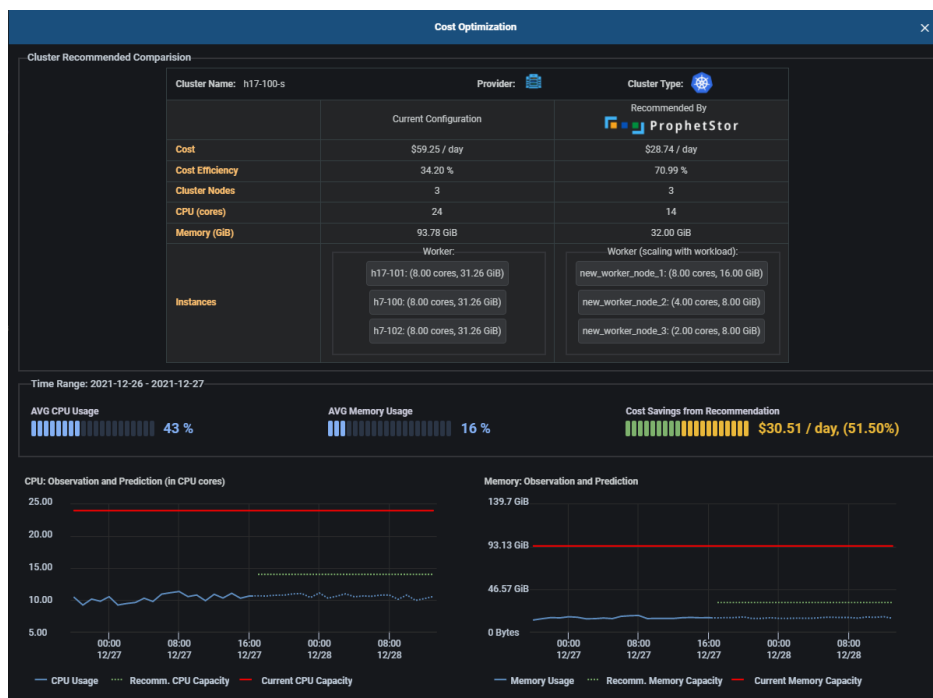 Cost Optimization
Cluster Recommended Comparision
Cluster Name: h17-100-s Provider: Cluster Type:
Current Configuration Recommended By ProphetStor
Cost $59.25 / day $28.74 / day
Cost Efficiency 34.20 % 70.99 %
Cluster Nodes 3 3
CPU (cores) 24 14
Memory (GiB) 93.78 GiB 32.00 GiB
Instances
Worker:
h17-101: (8.00 cores, 31.26 GiB)
h7-100: (8.00 cores, 31.26 GiB)
h7-102: (8.00 cores, 31.26 GiB)
Worker (scaling with workload):
new_worker_node_1: (8.00 cores, 16.00 GiB)
new_worker_node_2: (4.00 cores, 8.00 GiB)
new_worker_node_3: (2.00 cores, 8.00 GiB)
Time Range: 2021-12-26 - 2021-12-27
AVG CPU Usage
43 %
AVG Memory Usage
16 %
Cost Savings from Recommendation
$30.51 / day, (51.50%)
CPU: Observation and Prediction (in CPU cores)
25.00
20.00
15.00
10.00
5.00
00:00 08:00 16:00 00:00 08:00
12/27 12/27 12/27 12/28 12/28
CPU Usage Recomm. CPU Capacity Current CPU Capacity
Memory: Observation and Prediction
139.7 GiB
93.13 GiB
46.57 GiB
0 Bytes
00:00 08:00 16:00 00:00 08:00
12/27 12/27 12/27 12/28 12/28
Memory Usage Recomm. Memory Capacity Current Memory Capacity